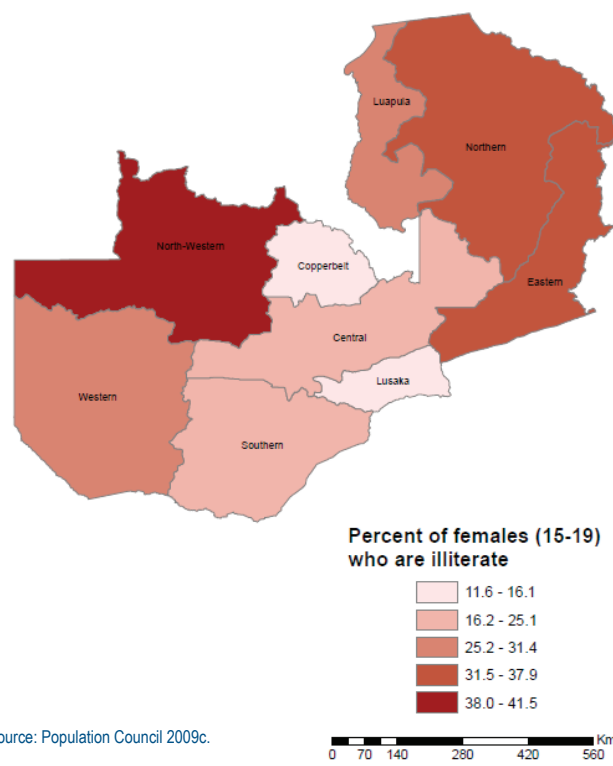 Luapula
Northern
North-Western
Copperbelt
Eastern
Central
Lusaka
Western
Southern
Percent of females (15-19)
who are illiterate
11.6 - 16.1
16.2 - 25.1
25.2 - 31.4
31.5 - 37.9
38.0 - 41.5
ource: Population Council 2009c.
Km
0 70 140 280 420 560